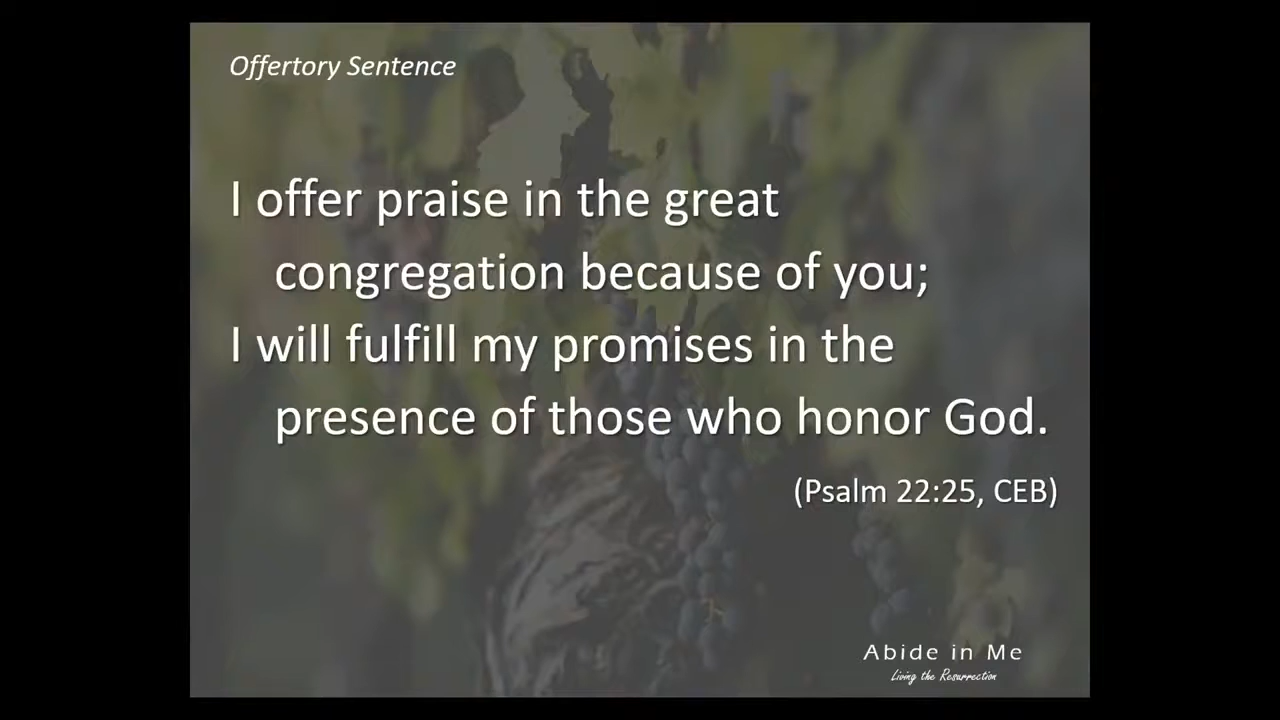 Offertory Sentence
I offer praise in the great
congregation because of you;
I will fulfill my promises in the
presence of those who honor God.
(Psalm 22:25, CEB)
Abide in Me
Living the Resurrection